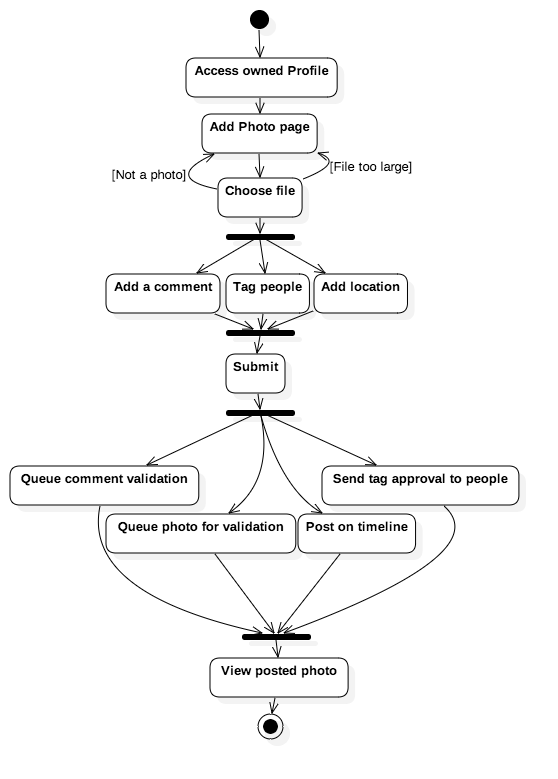 Access owned Profile
Add Photo page
[Not a photo]
[File too large]
Choose file
Add a comment
Tag people
Add location
Submit
Queue comment validation
Send tag approval to people
Queue photo for validation
Post on timeline
View posted photo